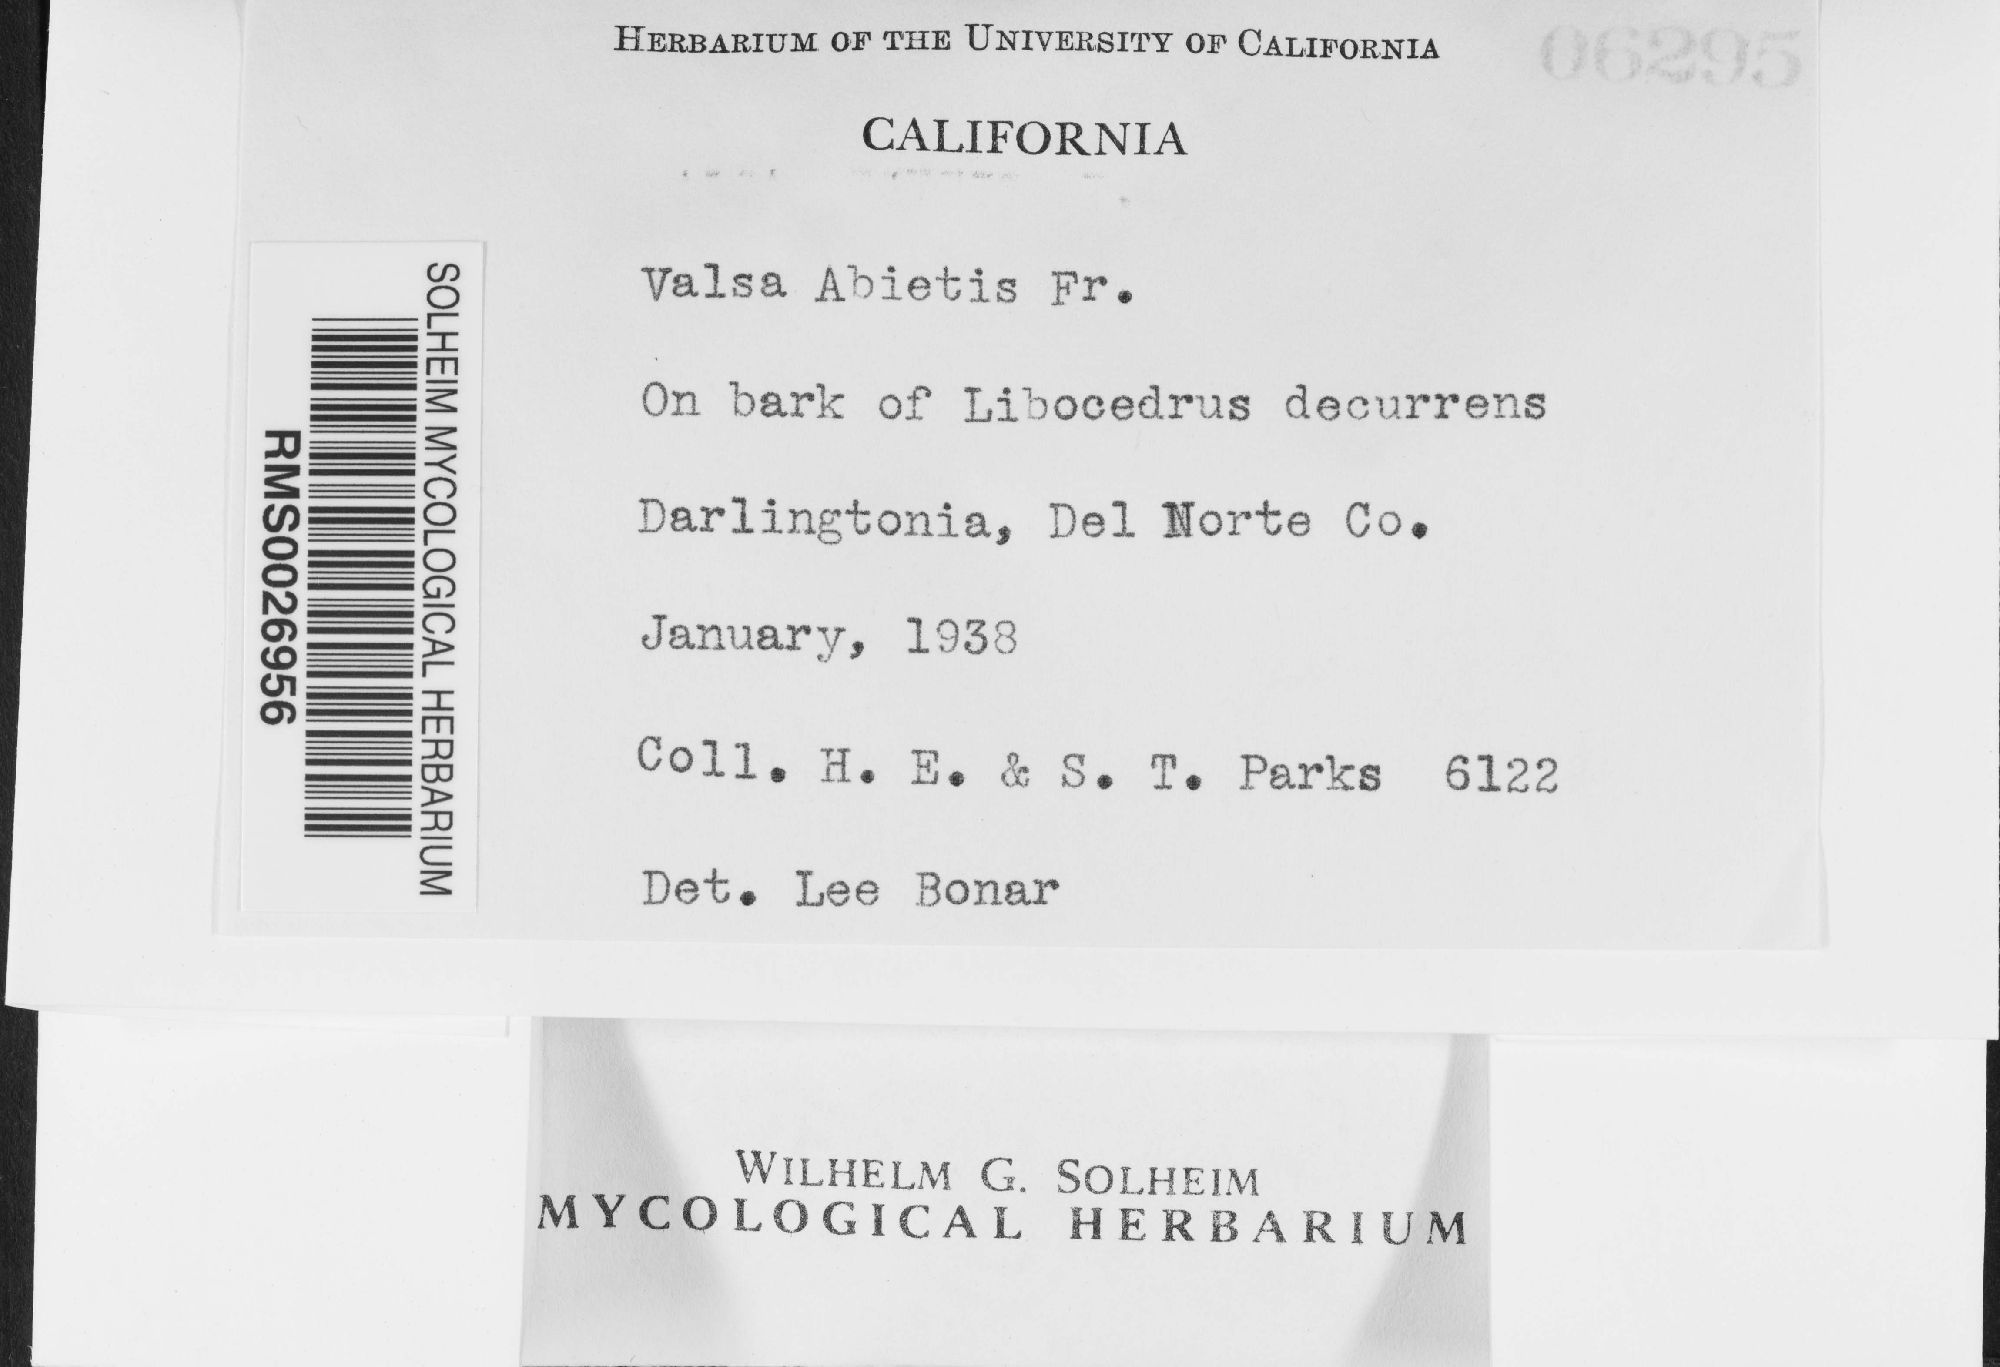 HERBARIUM OF THE UNIVERSITY OF CALIFORNIA
06295
CALIFORNIA
Valsa Abietis Fr.
On bark of Libocedrus decurrens
Darlingtonia, Del Norte Co.
January, 1938
Coll. H. E. & S. T. Parks 6122
Det. Lee Bonar
SOLHEIM MYCOLOGICAL HERBARIUM
RMS0026956
WILHELM G. SOLHEIM
MYCOLOGICAL HERBARIUM